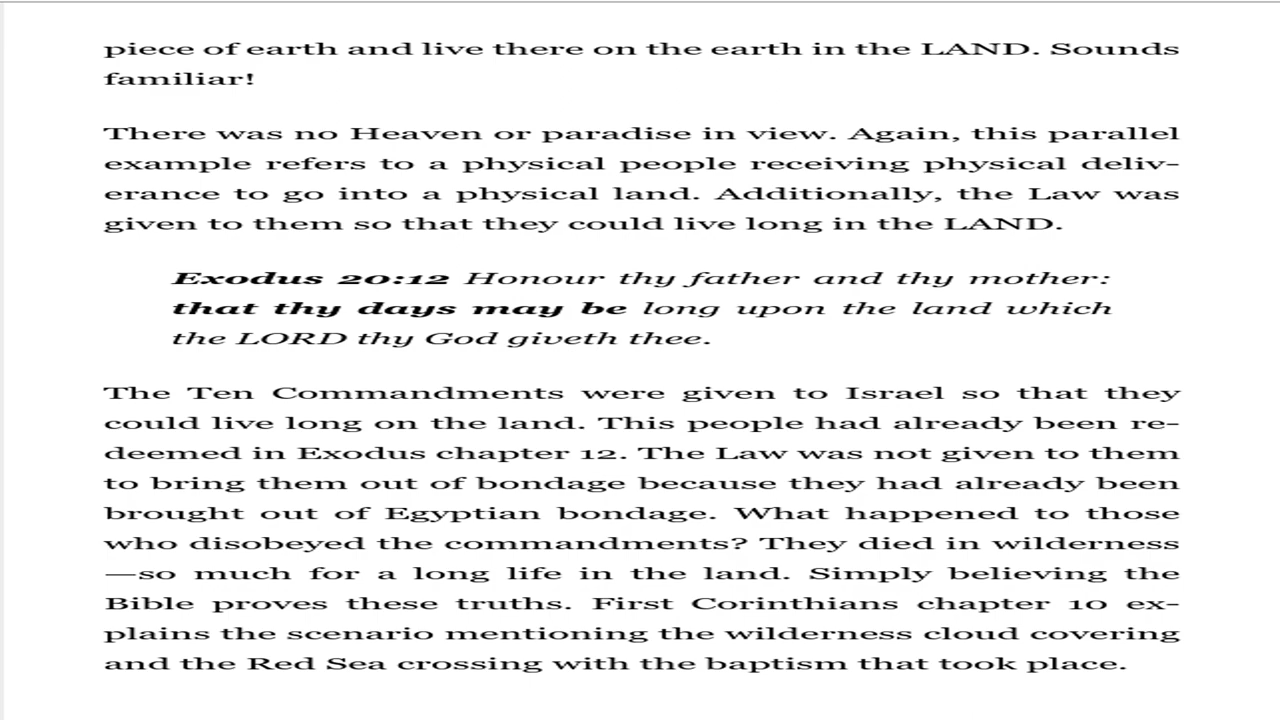 piece of earth and live there on the earth in the LAND. Sounds
familiar!
There was no Heaven or paradise in view. Again, this parallel
example refers to a physical people receiving physical deliv-
erance to go into a physical land. Additionally, the Law was
given to them so that they could live long in the LAND.
Exodus 20:12 Honour thy father and thy mother:
that thy days may be long upon the land which
the LORD thy God giveth thee.
The Ten Commandments were given to Israel so that they
could live long on the land. This people had already been re-
deemed in Exodus chapter 12. The Law was not given to them
to bring them out of bondage because they had already been
brought out of Egyptian bondage. What happened to those
who disobeyed the commandments? They died in wilderness
—so much for a long life in the land. Simply believing the
Bible proves these truths. First Corinthians chapter 10 ex-
plains the scenario mentioning the wilderness cloud covering
and the Red Sea crossing with the baptism that took place.